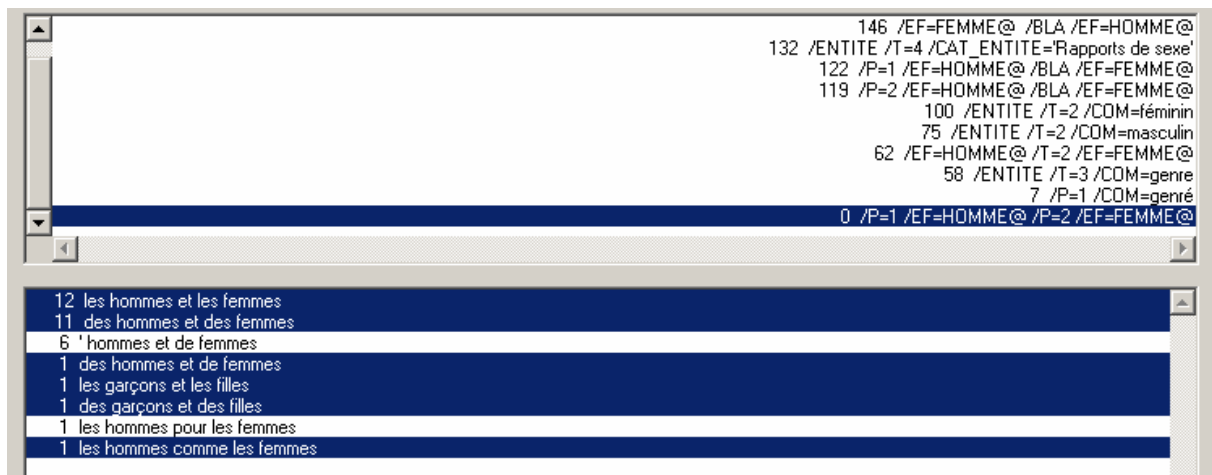 146 /EF=FEMME@ /BLA /EF=HOMME@
132 /ENTITE /T=4 /CAT_ENTITE='Rapports de sexe'
122 /P=1 /EF=HOMME@ /BLA /EF=FEMME@
119 /P=2 /EF=HOMME@ /BLA /EF=FEMME@
100 /ENTITE /T=2 /COM=féminin
75 /ENTITE /T=2 /COM=masculin
62 /EF=HOMME@ /T=2 /EF=FEMME@
58 /ENTITE /T=3 /COM=genre
7 /P=1 /COM=genré
0 /P=1 /EF=HOMME@ /P=2 /EF=FEMME@
12 les hommes et les femmes
11 des hommes et des femmes
6 ' hommes et de femmes
1 des hommes et de femmes
1 les garçons et les filles
1 des garçons et des filles
1 les hommes pour les femmes
1 les hommes comme les femmes